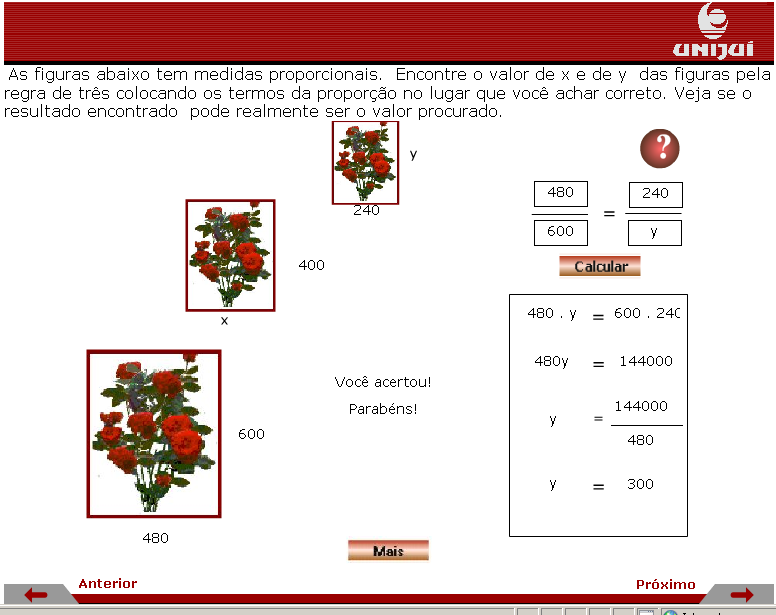 UNIJUÍ
As figuras abaixo tem medidas proporcionais. Encontre o valor de x e de y das figuras pela
regra de três colocando os termos da proporção no lugar que você achar correto. Veja se o
resultado encontrado pode realmente ser o valor procurado.
y
240
?
480 = 240
600 y
Calcular
400
x
480 . y = 600 . 240
480y = 144000
y = 144000
480
y = 300
Você acertou!
Parabéns!
600
480
Mais
Anterior
Próximo